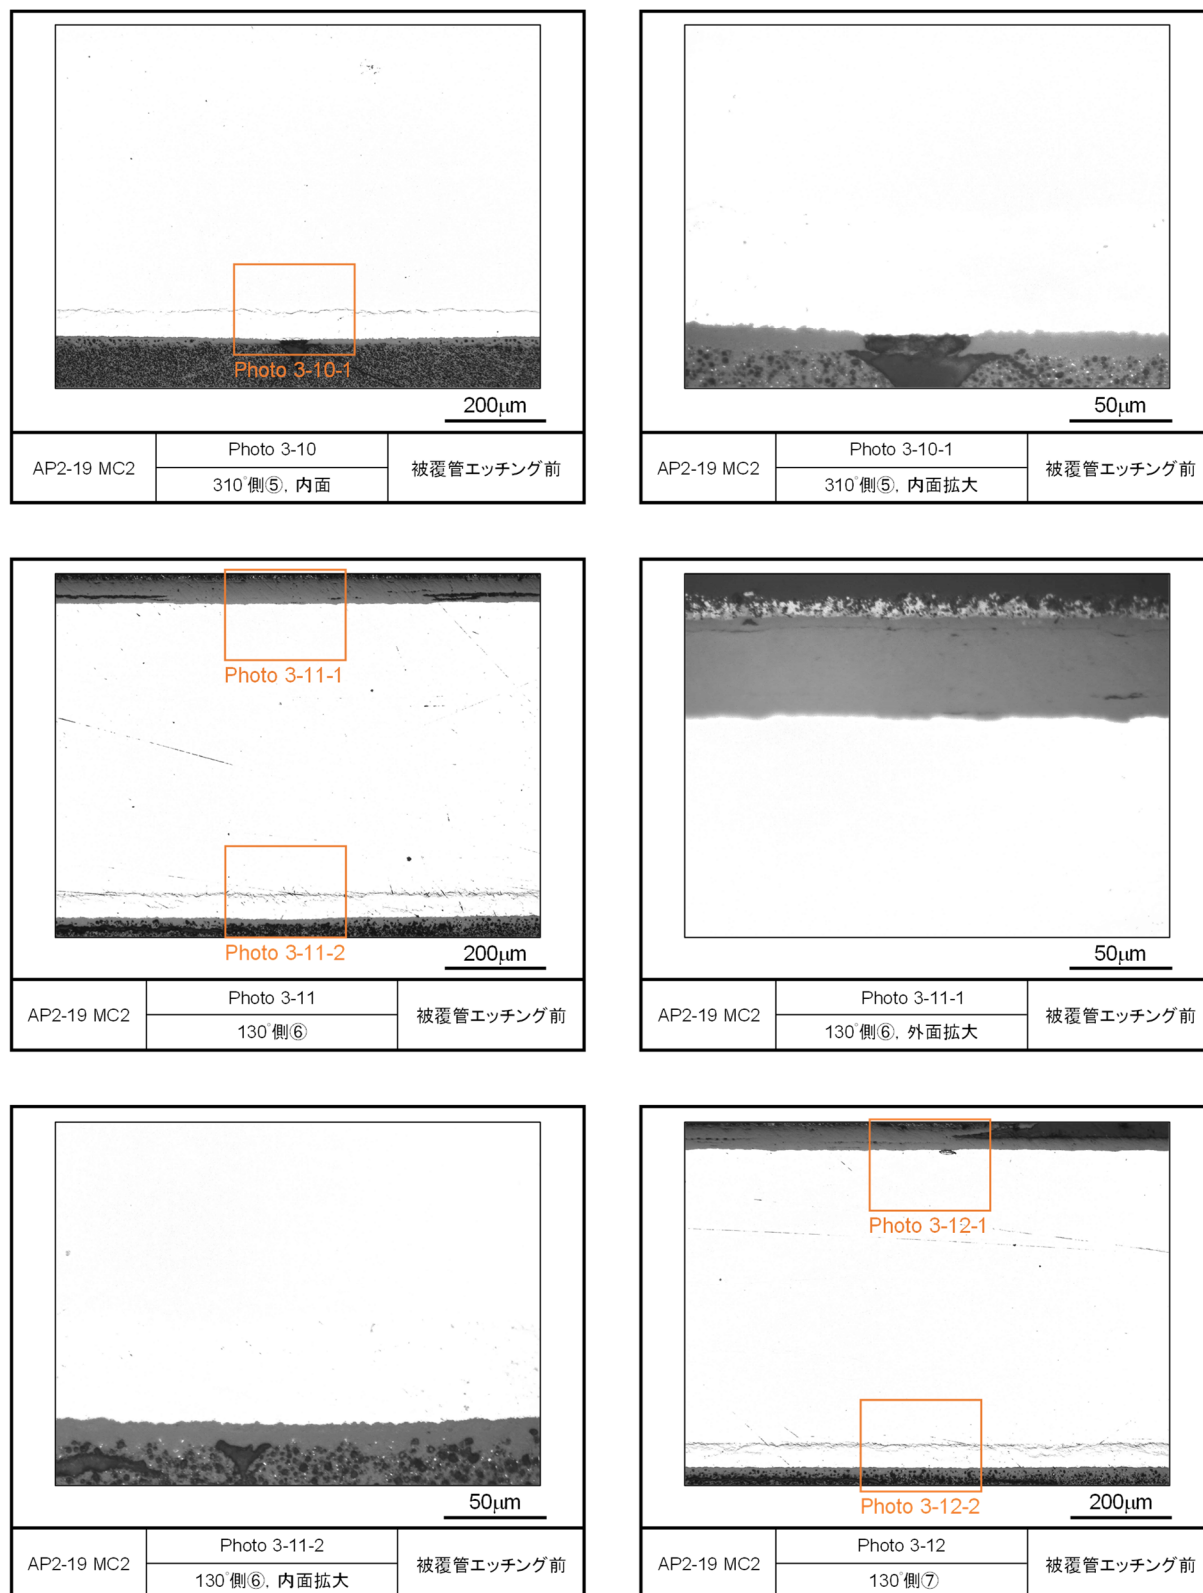 Photo 3-10-1
200μm
AP2-19 MC2
Photo 3-10
310°側⑤, 内面
被覆管エッチング前
50μm
AP2-19 MC2
Photo 3-10-1
310°側⑤, 内面拡大
被覆管エッチング前
Photo 3-11-1
Photo 3-11-2
200μm
AP2-19 MC2
Photo 3-11
130°側⑥
被覆管エッチング前
50μm
AP2-19 MC2
Photo 3-11-1
130°側⑥, 外面拡大
被覆管エッチング前
50μm
AP2-19 MC2
Photo 3-11-2
130°側⑥, 内面拡大
被覆管エッチング前
Photo 3-12-1
Photo 3-12-2
200μm
AP2-19 MC2
Photo 3-12
130°側⑦
被覆管エッチング前